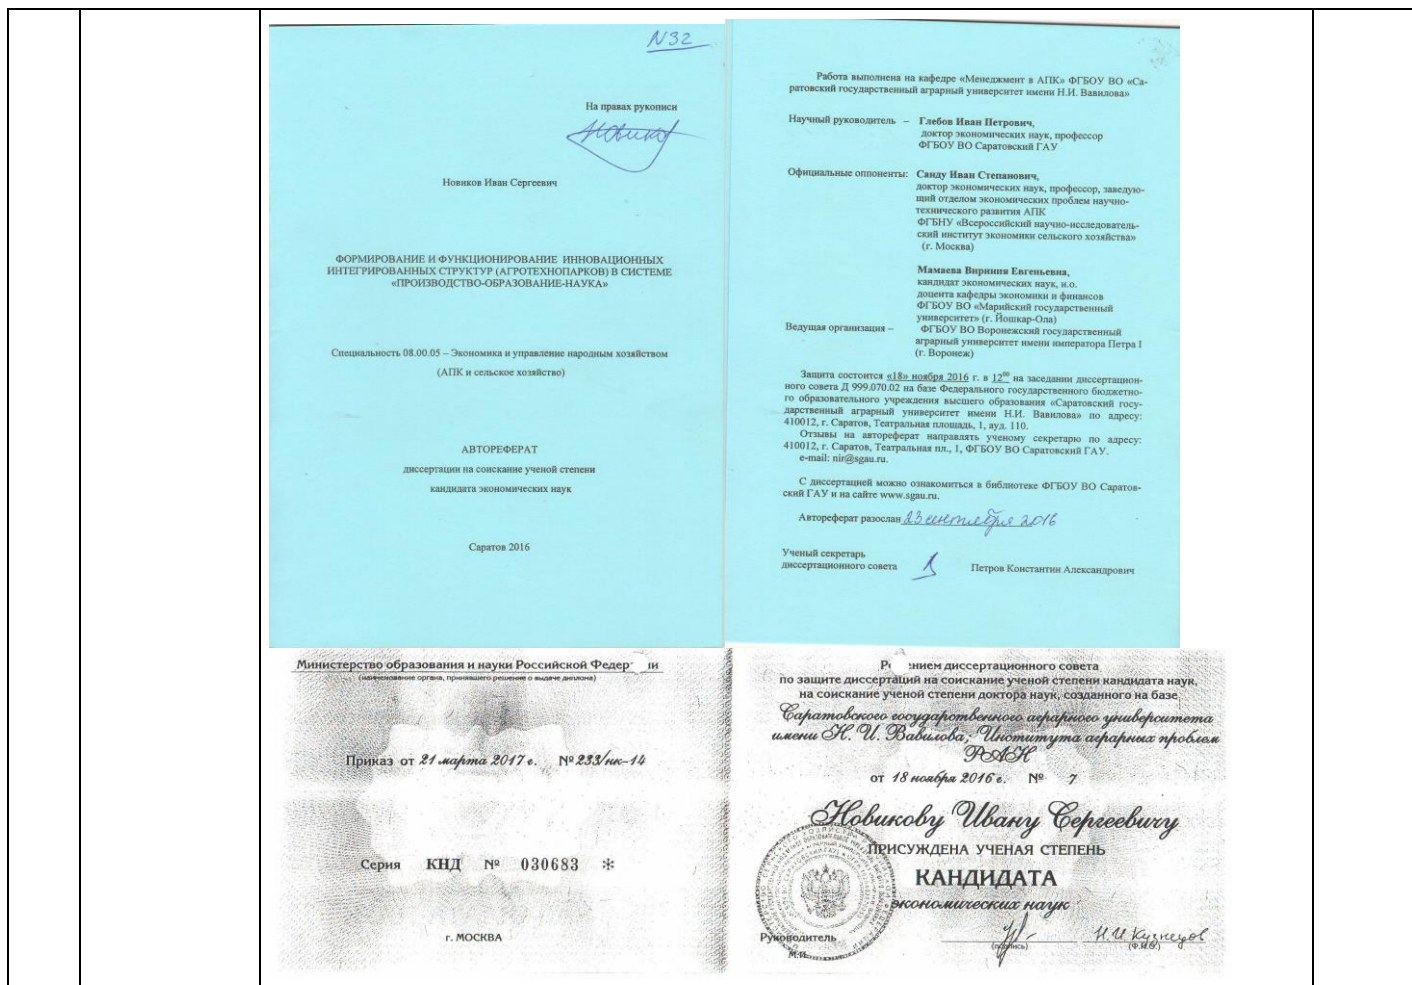 N32
На правах рукописи
Новиков Иван Сергеевич
ФОРМИРОВАНИЕ И ФУНКЦИОНИРОВАНИЕ ИННОВАЦИОННЫХ
ИНТЕГРИРОВАННЫХ СТРУКТУР (АГРОТЕХНОПАРКОВ) В СИСТЕМЕ
«ПРОИЗВОДСТВО-ОБРАЗОВАНИЕ-НАУКА»
Специальность 08.00.05 – Экономика и управление народным хозяйством
(АПК и сельское хозяйство)
АВТОРЕФЕРАТ
диссертации на соискание ученой степени
кандидата экономических наук
Саратов 2016
Работа выполнена на кафедре «Менеджмент в АПК» ФГБОУ ВО «Са-
ратовский государственный аграрный университет имени Н.И. Вавилова»
Научный руководитель – Глебов Иван Петрович,
доктор экономических наук, профессор
ФГБОУ ВО Саратовский ГАУ
Официальные оппоненты: Санду Иван Степанович,
доктор экономических наук, профессор, заведую-
щий отделом экономических проблем научно-
технического развития АПК
ФГБНУ «Всероссийский научно-исследователь-
ский институт экономики сельского хозяйства»
(г. Москва)
Мамаева Вириния Евгеньевна,
кандидат экономических наук, и.о.
доцента кафедры экономики и финансов
ФГБОУ ВО «Марийский государственный
университет» (г. Йошкар-Ола)
Ведущая организация – ФГБОУ ВО Воронежский государственный
аграрный университет имени императора Петра I
(г. Воронеж)
Защита состоится «18» ноября 2016 г. в 12⁰⁰ на заседании диссертацион-
ного совета Д 999.070.02 на базе Федерального государственного бюджетно-
го образовательного учреждения высшего образования «Саратовский госу-
дарственный аграрный университет имени Н.И. Вавилова» по адресу:
410012, г. Саратов, Театральная площадь, 1, ауд. 110.
Отзывы на автореферат направлять ученому секретарю по адресу:
410012, г. Саратов, Театральная пл., 1, ФГБОУ ВО Саратовский ГАУ.
e-mail: nir@sgau.ru.
С диссертацией можно ознакомиться в библиотеке ФГБОУ ВО Саратов-
ский ГАУ и на сайте www.sgau.ru.
Автореферат разослан 23 сентября 2016
Ученый секретарь
диссертационного совета Петров Константин Александрович
Министерство образования и науки Российской Федер ии
(наименование органа, принявшего решение о выдаче диплома)
Приказ от 21 марта 2017 г. № 233/нк-14
Серия КНД № 030683 *
г. МОСКВА
Р нием диссертационного совета
по защите диссертаций на соискание ученой степени кандидата наук,
на соискание ученой степени доктора наук, созданного на базе
Саратовского государственного аграрного университета
имени Н. И. Вавилова, Института аграрных проблем
РАН
от 18 ноября 2016 г. № 7
Новикову Ивану Сергеевичу
ПРИСУЖДЕНА УЧЕНАЯ СТЕПЕНЬ
КАНДИДАТА
экономических наук
Руководитель Н.И Кузнецов
(подпись) (Ф.И.О.)
М.П.